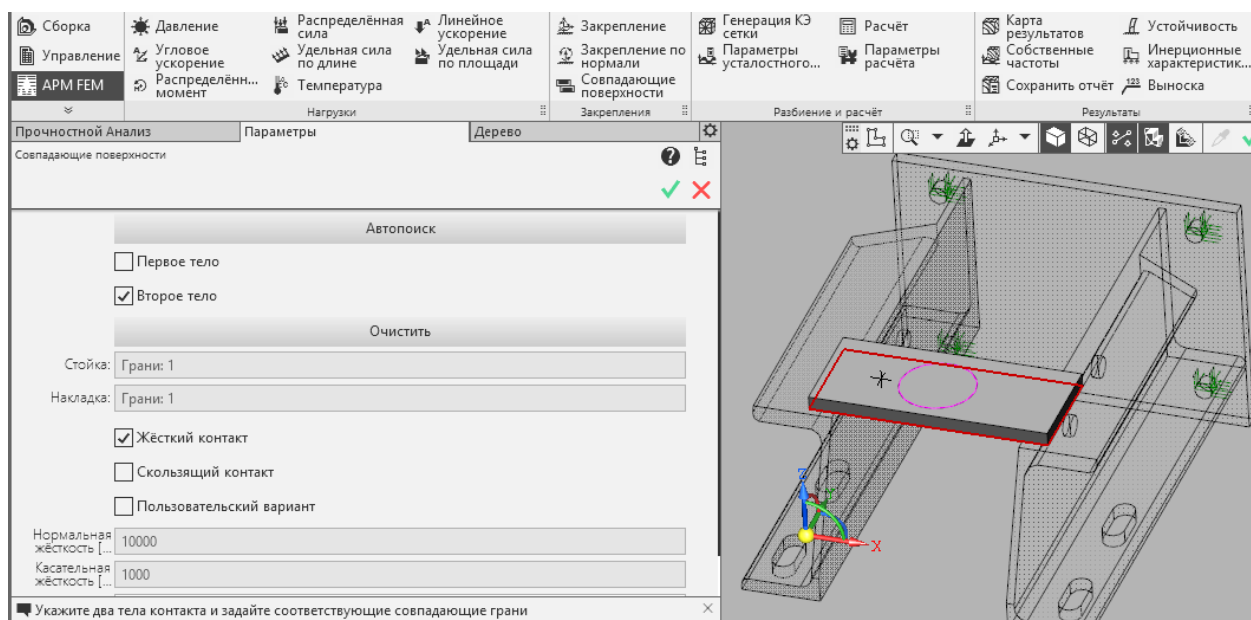 Сборка
Управление
APM FEM
Давление
Угловое
ускорение
Распределённ...
момент
Распределённая
сила
Удельная сила
по длине
Температура
Линейное
ускорение
Удельная сила
по площади
Нагрузки
Закрепление
Закрепление по
нормали
Совпадающие
поверхности
Закрепления
Генерация КЭ
сетки
Параметры
усталостного...
Расчёт
Параметры
расчёта
Разбиение и расчёт
Карта
результатов
Собственные
частоты
Сохранить отчёт
Устойчивость
Инерционные
характеристик...
123
Выноска
Результаты
Прочностной Анализ
Параметры
Дерево
Совпадающие поверхности
Автопоиск
Первое тело
Второе тело
Очистить
Стойка: Грани: 1
Накладка: Грани: 1
Жёсткий контакт
Скользящий контакт
Пользовательский вариант
Нормальная
жёсткость [... 10000
Касательная
жёсткость [... 1000
Укажите два тела контакта и задайте соответствующие совпадающие грани
Z
Y
X